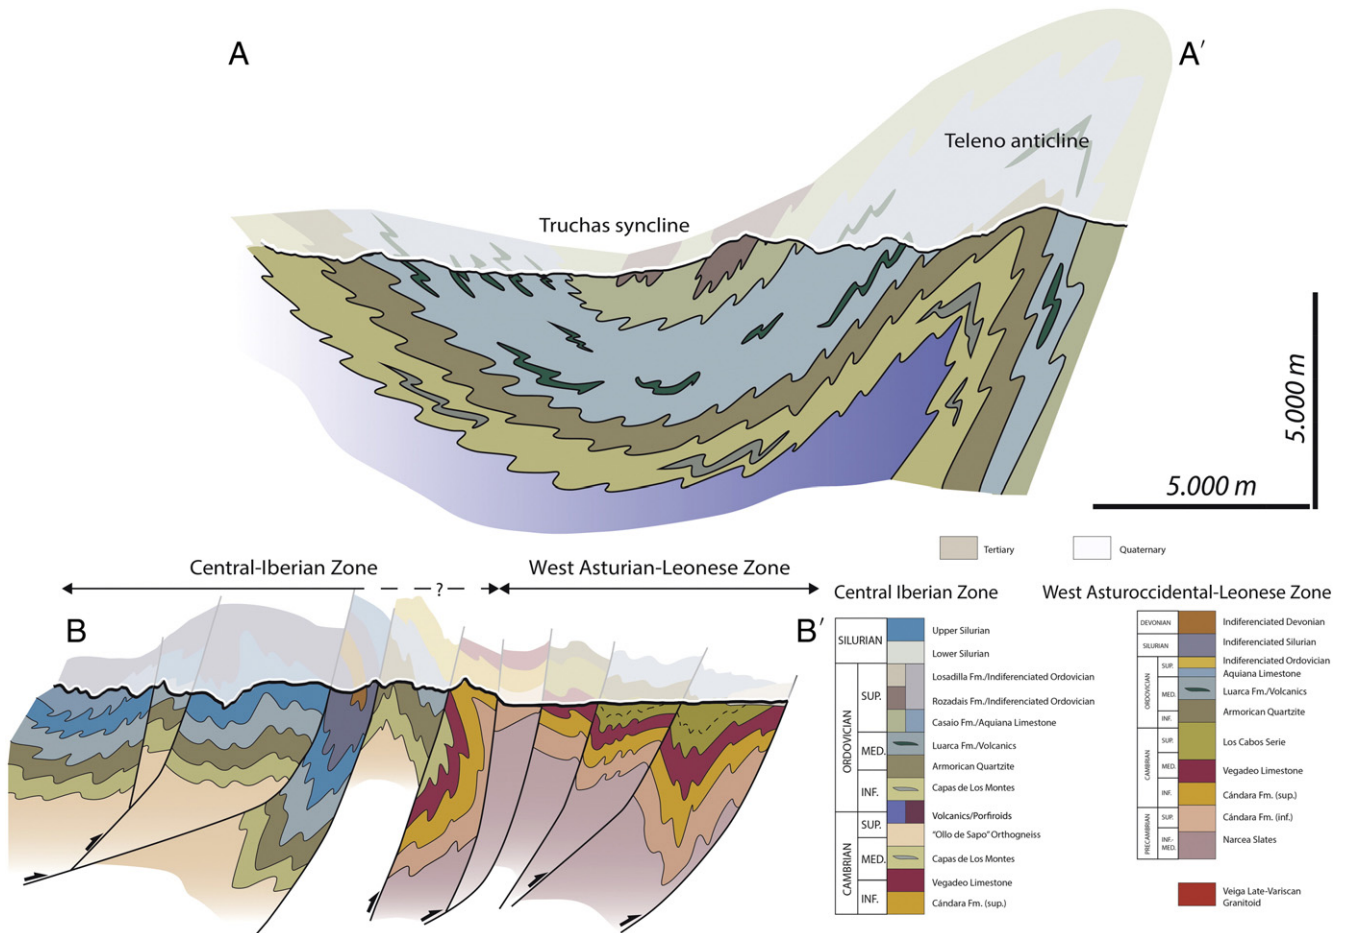 A
A′
Teleno anticline
Truchas syncline
5.000 m
5.000 m
Tertiary
Quaternary
Central-Iberian Zone
?
West Asturian-Leonese Zone
B
B′
Central Iberian Zone
SILURIAN
Upper Silurian
Lower Silurian
ORDOVICIAN
SUP.
Losadilla Fm./Indiferenciated Ordovician
Rozadais Fm./Indiferenciated Ordovician
Casaio Fm./Aquiana Limestone
MED.
Luarca Fm./Volcanics
Armorican Quartzite
INF.
Capas de Los Montes
Volcanics/Porfiroids
CAMBRIAN
SUP.
"Ollo de Sapo" Orthogneiss
MED.
Capas de Los Montes
Vegadeo Limestone
INF.
Cándara Fm. (sup.)
West Asturoccidental-Leonese Zone
DEVONIAN
Indiferenciated Devonian
SILURIAN
Indiferenciated Silurian
ORDOVICIAN
SUP.
Indiferenciated Ordovician
Aquiana Limestone
MED.
Luarca Fm./Volcanics
INF.
Armorican Quartzite
CAMBRIAN
SUP.
Los Cabos Serie
MED.
Vegadeo Limestone
INF.
Cándara Fm. (sup.)
PRECAMBRIAN
SUP.
Cándara Fm. (inf.)
INF.-
MED.
Narcea Slates
Veiga Late-Variscan
Granitoid